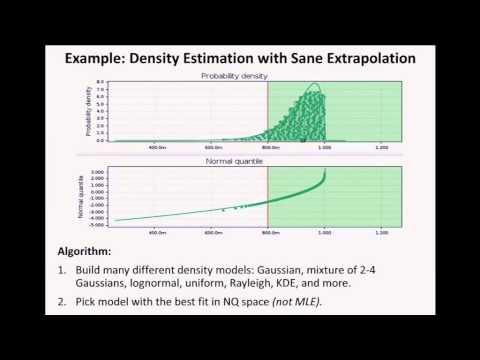 Example: Density Estimation with Sane Extrapolation
Probability density
Probability density
8.0
7.0
6.0
5.0
4.0
3.0
2.0
1.0
0.0
400.0m
600.0m
800.0m
1.000
1.200
Normal quantile
Normal quantile
3.000
2.000
1.000
0.000
-1.000
-2.000
-3.000
-4.000
-5.000
400.0m
600.0m
800.0m
1.000
1.200
Algorithm:
1. Build many different density models: Gaussian, mixture of 2-4
Gaussians, lognormal, uniform, Rayleigh, KDE, and more.
2. Pick model with the best fit in NQ space (not MLE).